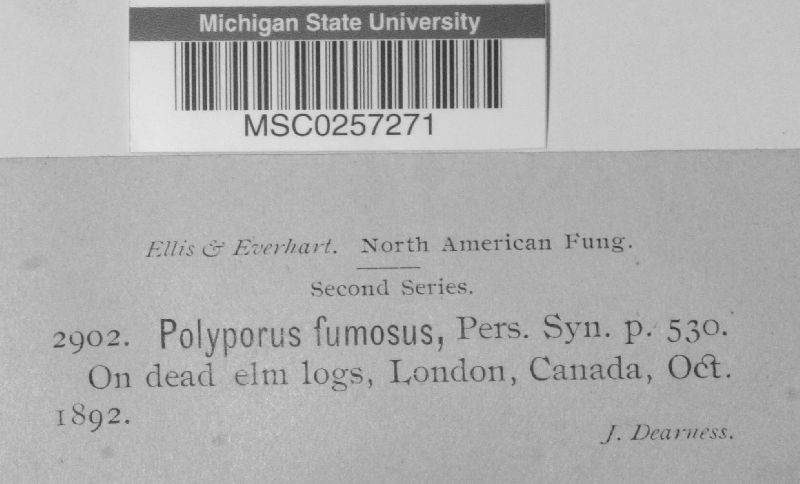 Michigan State University
MSC0257271
Ellis & Everhart. North American Fung.
Second Series.
2902. Polyporus fumosus, Pers. Syn. p. 530.
On dead elm logs, London, Canada, Oct.
1892.
J. Dearness.